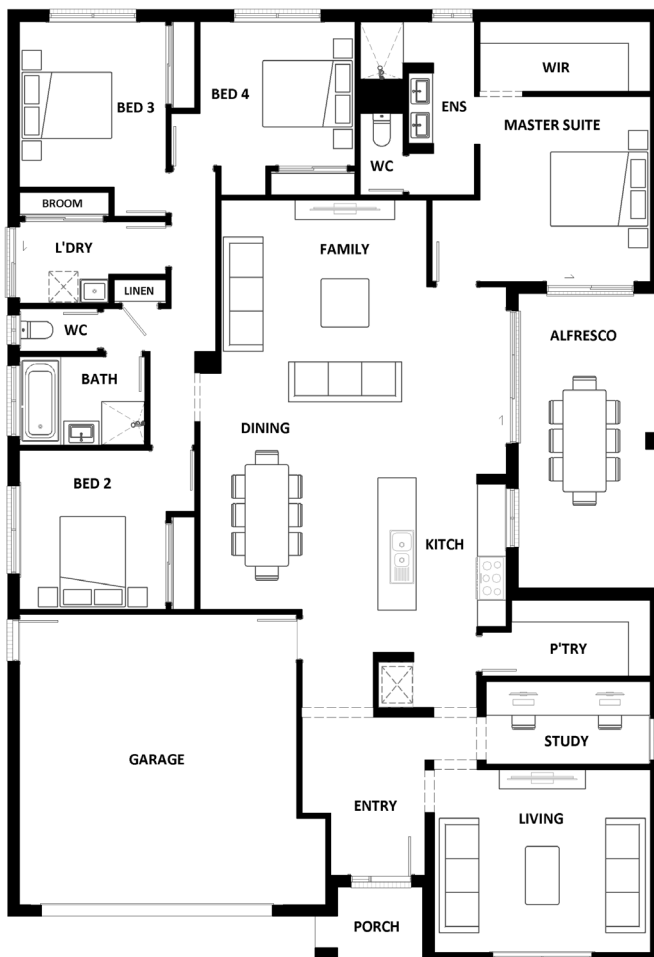 WIR
BED 3
BED 4
ENS
MASTER SUITE
WC
BROOM
FAMILY
L'DRY
LINEN
WC
ALFRESCO
BATH
DINING
BED 2
KITCH
P'TRY
STUDY
GARAGE
ENTRY
LIVING
PORCH